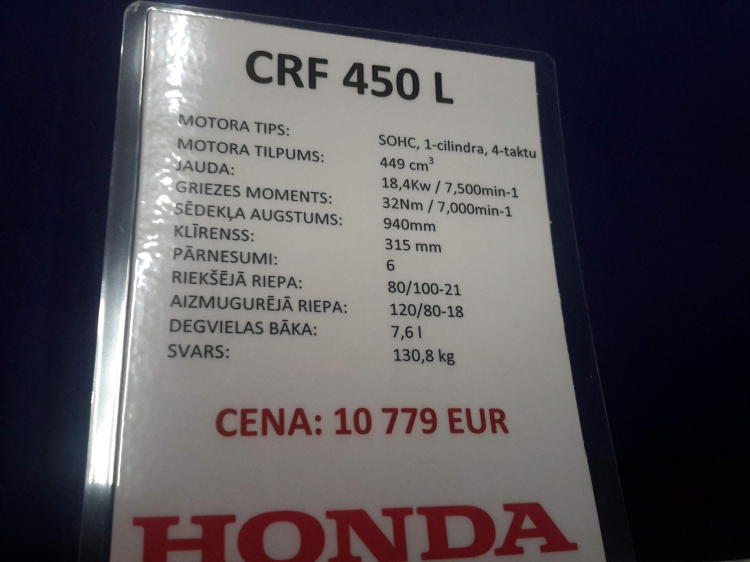 CRF 450 L
MOTORA TIPS: SOHC, 1-cilindra, 4-taktu
MOTORA TILPUMS: 449 cm³
JAUDA: 18,4Kw / 7,500min-1
GRIEZES MOMENTS: 32Nm / 7,000min-1
SĒDEKĻA AUGSTUMS: 940mm
KLĪRENSS: 315 mm
PĀRNESUMI: 6
RIEKŠĒJĀ RIEPA: 80/100-21
AIZMUGURĒJĀ RIEPA: 120/80-18
DEGVIELAS BĀKA: 7,6 l
SVARS: 130,8 kg
CENA: 10 779 EUR
HONDA